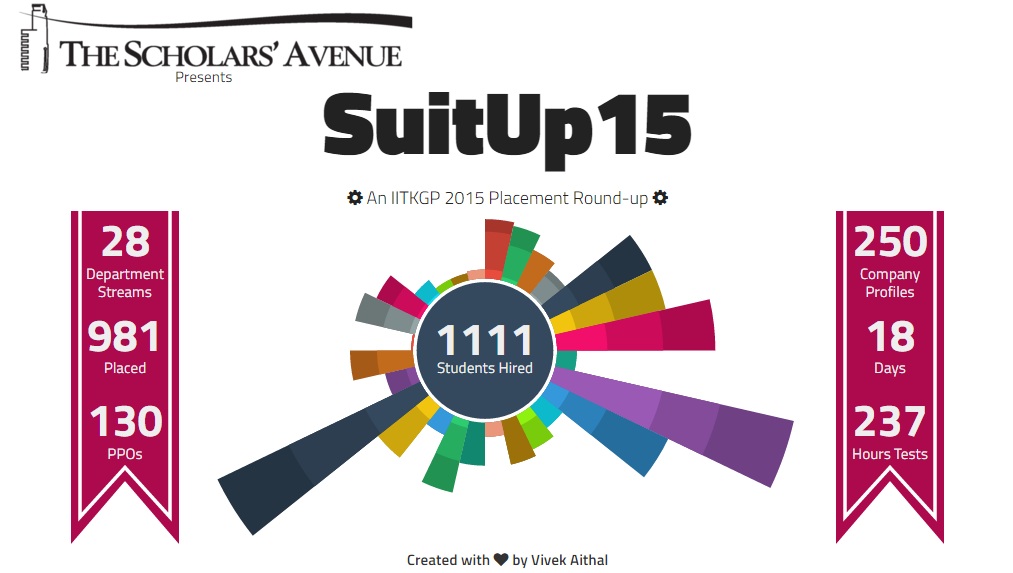 THE SCHOLARS' AVENUE
Presents
SuitUp15
An IITKGP 2015 Placement Round-up
28
Department
Streams
981
Placed
130
PPOs
1111
Students Hired
250
Company
Profiles
18
Days
237
Hours Tests
Created with ❤ by Vivek Aithal